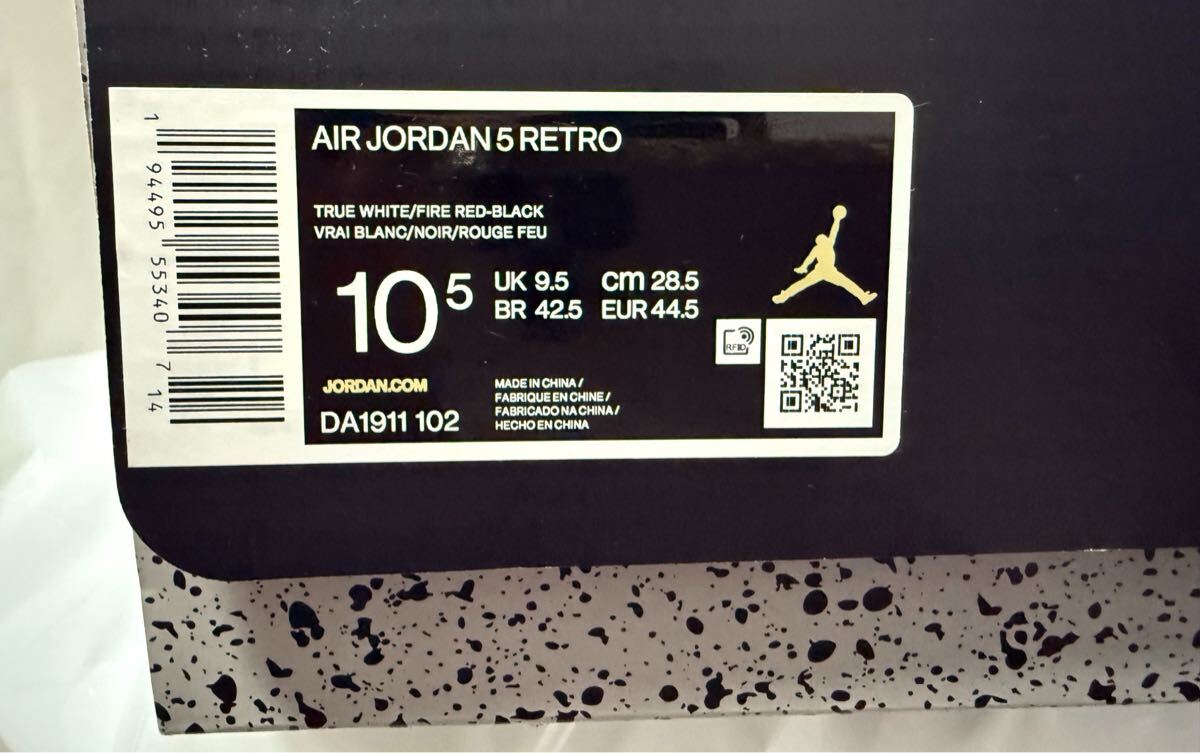 1 94495 55340 7 14
AIR JORDAN 5 RETRO
TRUE WHITE/FIRE RED-BLACK
VRAI BLANC/NOIR/ROUGE FEU
10 5
UK 9.5 cm 28.5
BR 42.5 EUR 44.5
RFID
JORDAN.COM
DA1911 102
MADE IN CHINA /
FABRIQUE EN CHINE /
FABRICADO NA CHINA /
HECHO EN CHINA